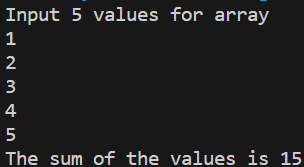 Input 5 values for array
1
2
3
4
5
The sum of the values is 15